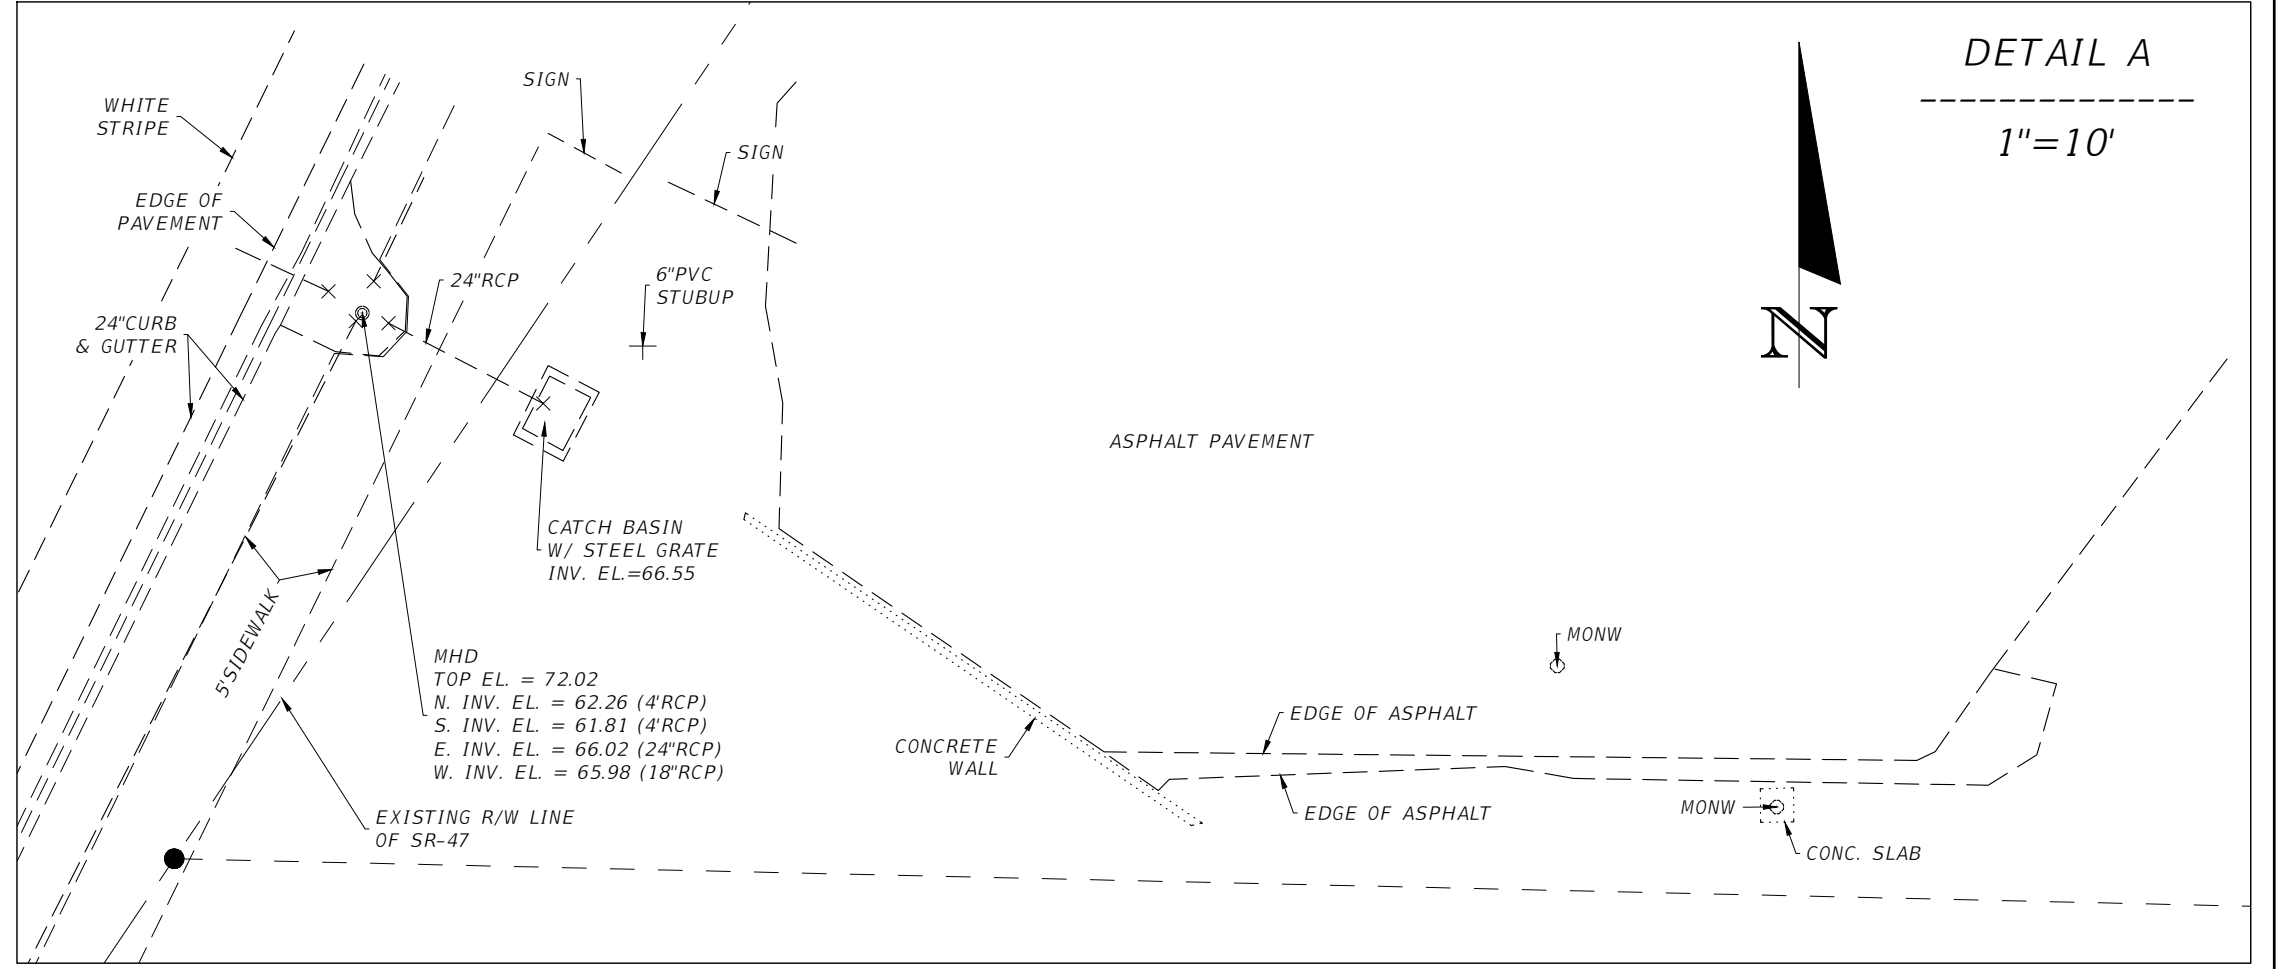 DETAIL A
1"=10'
SIGN
WHITE
STRIPE
SIGN
EDGE OF
PAVEMENT
24"RCP
6"PVC
STUBUP
24"CURB
& GUTTER
N
ASPHALT PAVEMENT
CATCH BASIN
W/ STEEL GRATE
INV. EL.=66.55
5'SIDEWALK
MHD
TOP EL. = 72.02
N. INV. EL. = 62.26 (4'RCP)
S. INV. EL. = 61.81 (4'RCP)
E. INV. EL. = 66.02 (24"RCP)
W. INV. EL. = 65.98 (18"RCP)
MONW
EDGE OF ASPHALT
CONCRETE
WALL
EXISTING R/W LINE
OF SR-47
EDGE OF ASPHALT
MONW
CONC. SLAB